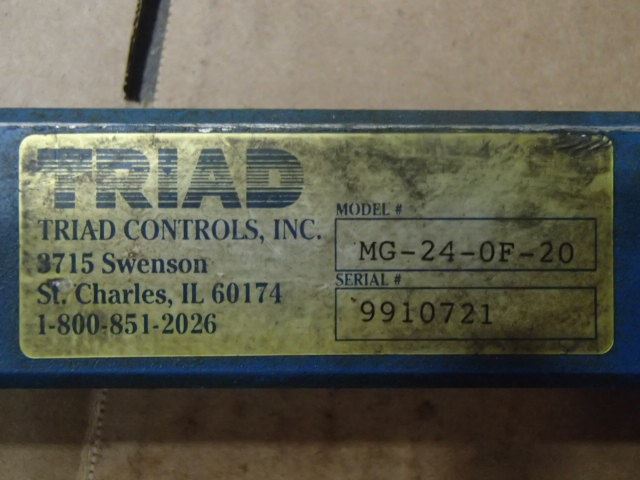 TRIAD
TRIAD CONTROLS, INC.
3715 Swenson
St. Charles, IL 60174
1-800-851-2026
MODEL #
MG-24-0F-20
SERIAL #
9910721